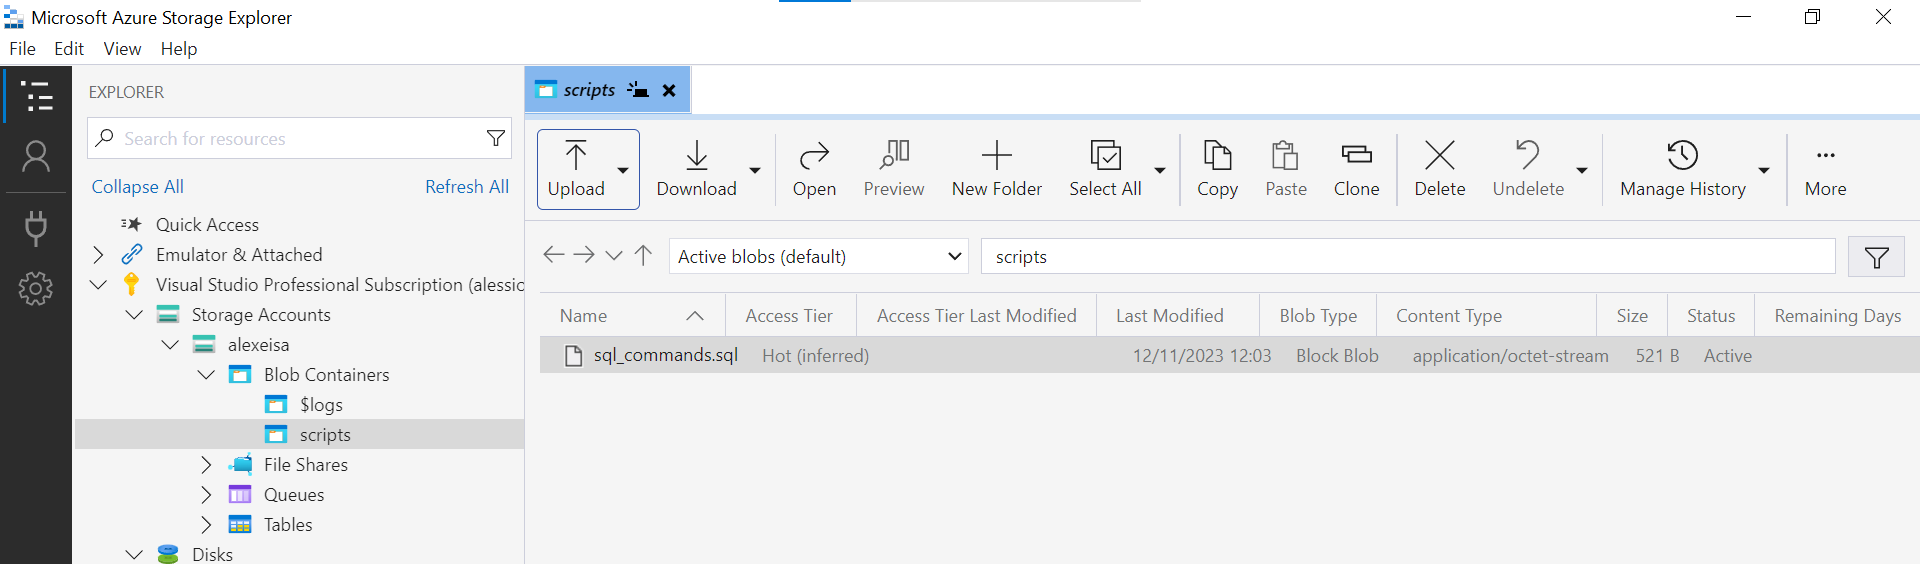 Microsoft Azure Storage Explorer
File Edit View Help
EXPLORER
Search for resources
Collapse All Refresh All
Quick Access
Emulator & Attached
Visual Studio Professional Subscription (alessic
Storage Accounts
alexeisa
Blob Containers
$logs
scripts
File Shares
Queues
Tables
Disks
scripts
Upload Download Open Preview New Folder Select All Copy Paste Clone Delete Undelete Manage History More
Active blobs (default) scripts
Name Access Tier Access Tier Last Modified Last Modified Blob Type Content Type Size Status Remaining Days
sql_commands.sql Hot (inferred) 12/11/2023 12:03 Block Blob application/octet-stream 521 B Active